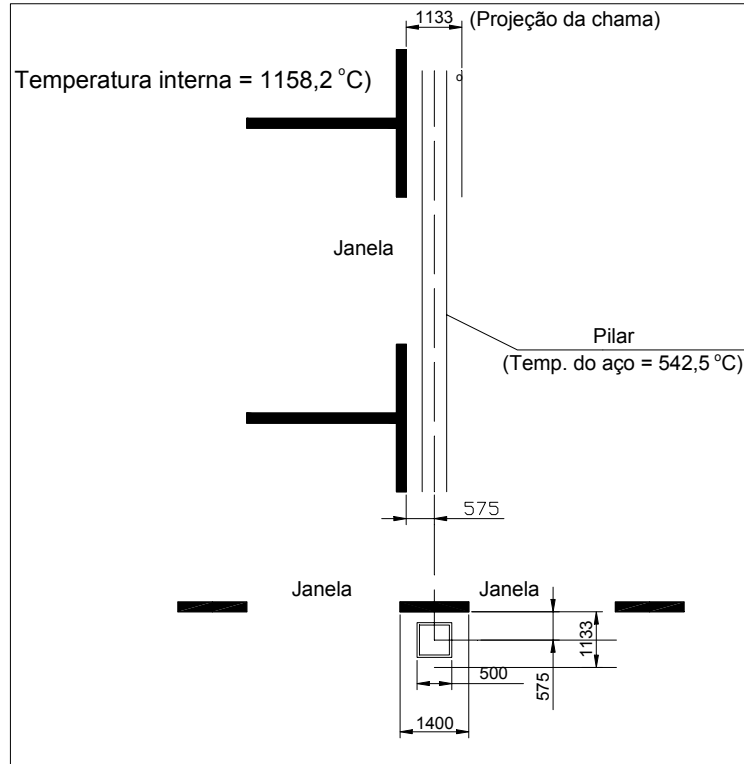 1133 (Projeção da chama)
Temperatura interna = 1158,2 °C)
Janela
Pilar
(Temp. do aço = 542,5 °C)
575
Janela
Janela
1133
575
500
1400